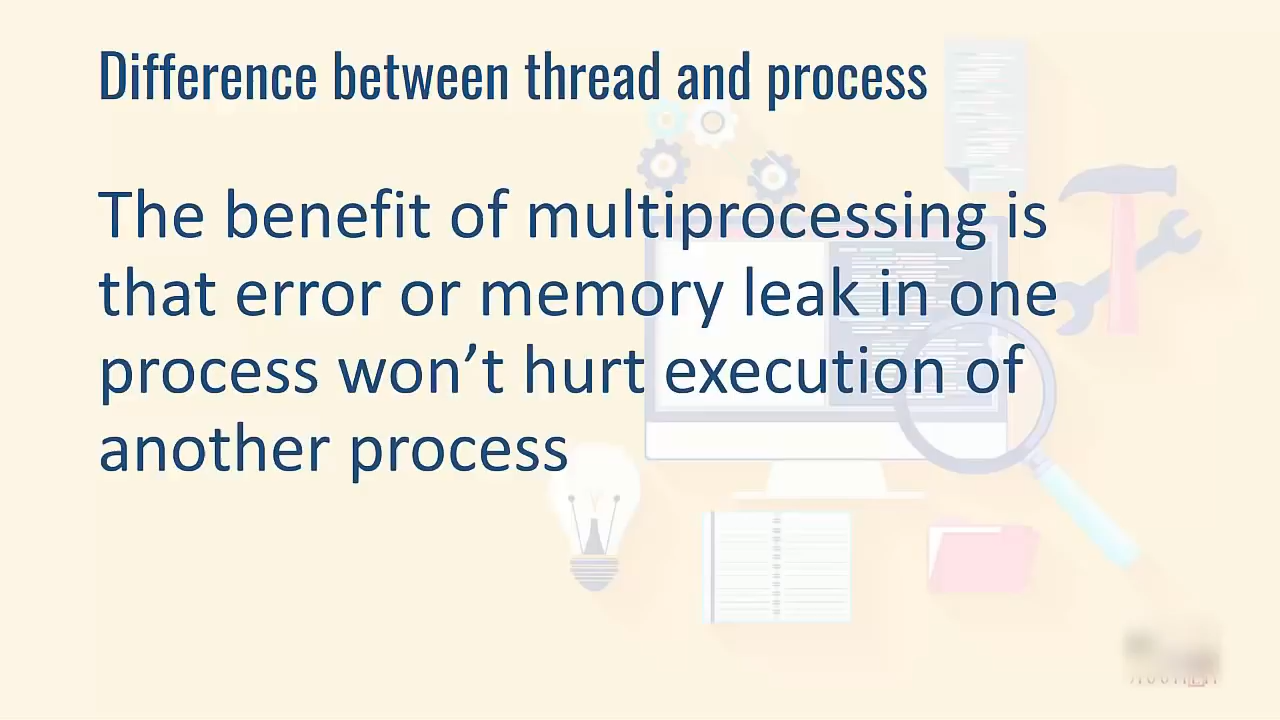 Difference between thread and process
The benefit of multiprocessing is
that error or memory leak in one
process won’t hurt execution of
another process